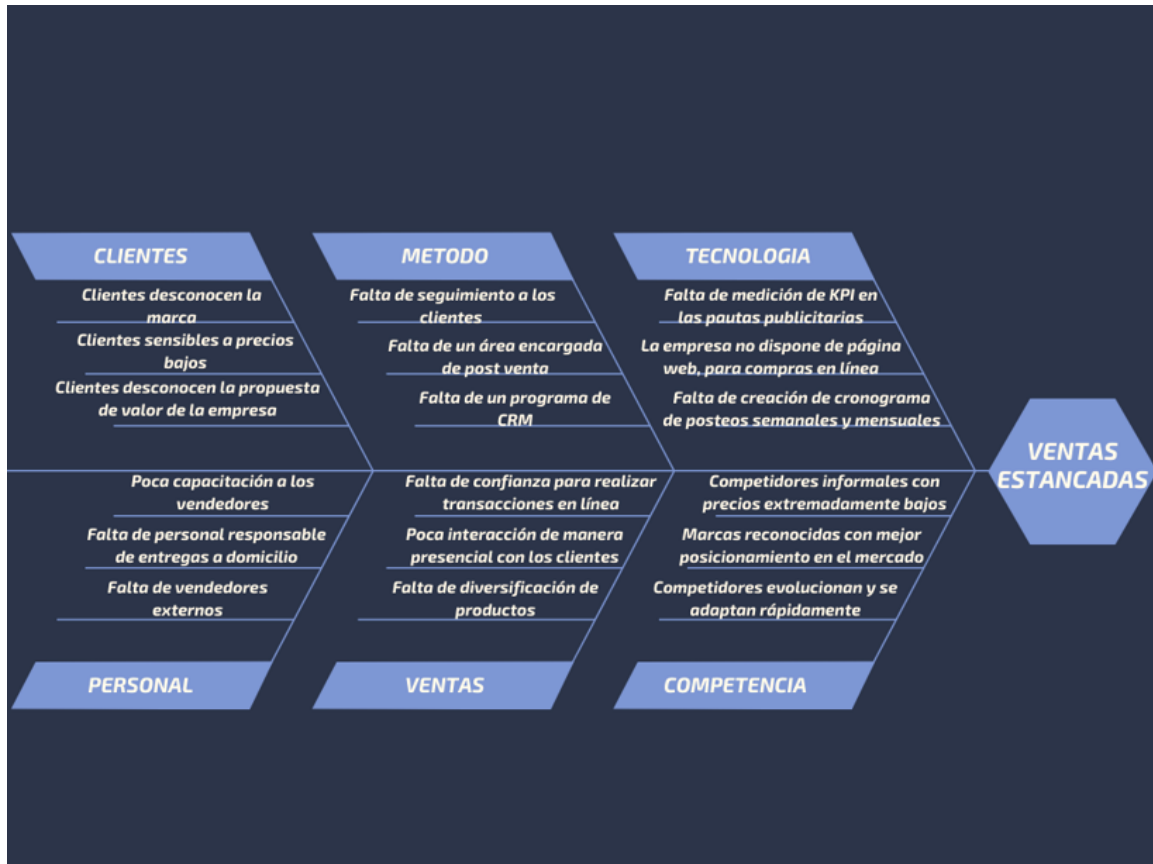 CLIENTES
Clientes desconocen la
marca
Clientes sensibles a precios
bajos
Clientes desconocen la propuesta
de valor de la empresa
METODO
Falta de seguimiento a los
clientes
Falta de un área encargada
de post venta
Falta de un programa de
CRM
TECNOLOGIA
Falta de medición de KPI en
las pautas publicitarias
La empresa no dispone de página
web, para compras en línea
Falta de creación de cronograma
de posteos semanales y mensuales
VENTAS
ESTANCADAS
Poca capacitación a los
vendedores
Falta de personal responsable
de entregas a domicilio
Falta de vendedores
externos
PERSONAL
Falta de confianza para realizar
transacciones en línea
Poca interacción de manera
presencial con los clientes
Falta de diversificación de
productos
VENTAS
Competidores informales con
precios extremadamente bajos
Marcas reconocidas con mejor
posicionamiento en el mercado
Competidores evolucionan y se
adaptan rápidamente
COMPETENCIA